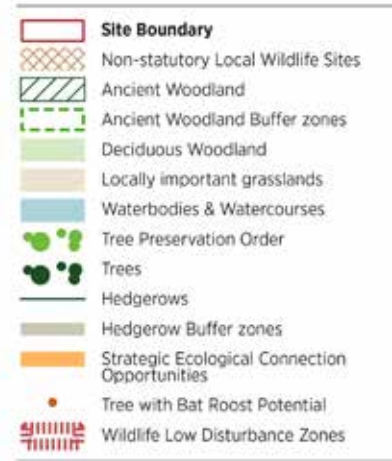 Site Boundary
Non-statutory Local Wildlife Sites
Ancient Woodland
Ancient Woodland Buffer zones
Deciduous Woodland
Locally important grasslands
Waterbodies & Watercourses
Tree Preservation Order
Trees
Hedgerows
Hedgerow Buffer zones
Strategic Ecological Connection
Opportunities
Tree with Bat Roost Potential
Wildlife Low Disturbance Zones